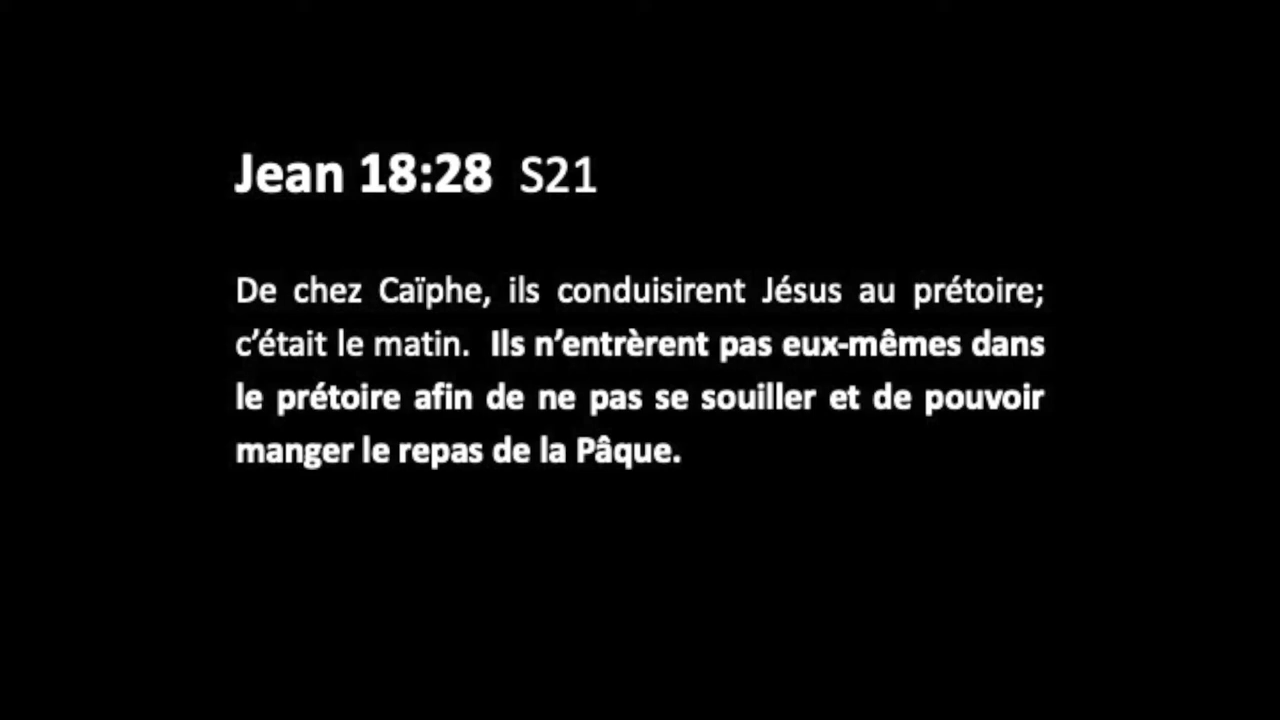 Jean 18:28 S21
De chez Caïphe, ils conduisirent Jésus au prétoire;
c’était le matin. Ils n’entrèrent pas eux-mêmes dans
le prétoire afin de ne pas se souiller et de pouvoir
manger le repas de la Pâque.